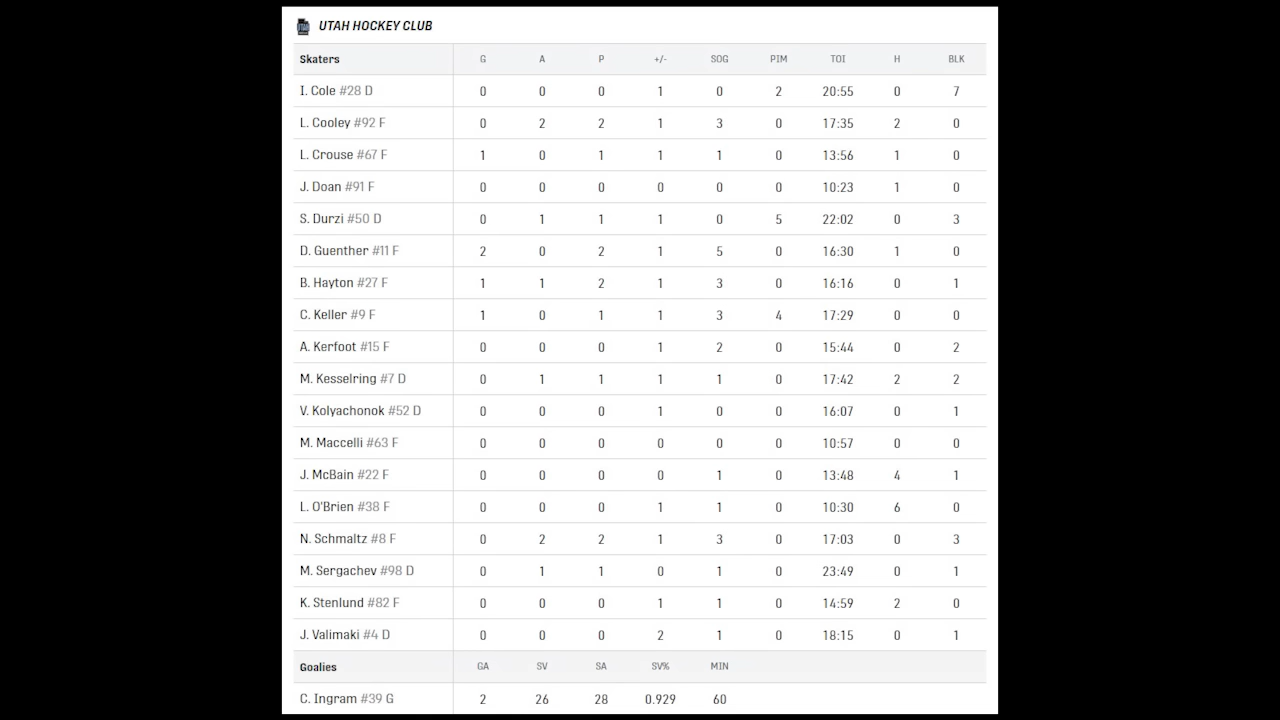 UTAH HOCKEY CLUB
Skaters G A P +/- SOG PIM TOI H BLK
I. Cole #28 D 0 0 0 1 0 2 20:55 0 7
L. Cooley #92 F 0 2 2 1 3 0 17:35 2 0
L. Crouse #67 F 1 0 1 1 1 0 13:56 1 0
J. Doan #91 F 0 0 0 0 0 0 10:23 1 0
S. Durzi #50 D 0 1 1 1 0 5 22:02 0 3
D. Guenther #11 F 2 0 2 1 5 0 16:30 1 0
B. Hayton #27 F 1 1 2 1 3 0 16:16 0 1
C. Keller #9 F 1 0 1 1 3 4 17:29 0 0
A. Kerfoot #15 F 0 0 0 1 2 0 15:44 0 2
M. Kesselring #7 D 0 1 1 1 1 0 17:42 2 2
V. Kolyachonok #52 D 0 0 0 1 0 0 16:07 0 1
M. Maccelli #63 F 0 0 0 0 0 0 10:57 0 0
J. McBain #22 F 0 0 0 0 1 0 13:48 4 1
L. O'Brien #38 F 0 0 0 1 1 0 10:30 6 0
N. Schmaltz #8 F 0 2 2 1 3 0 17:03 0 3
M. Sergachev #98 D 0 1 1 0 1 0 23:49 0 1
K. Stenlund #82 F 0 0 0 1 1 0 14:59 2 0
J. Valimaki #4 D 0 0 0 2 1 0 18:15 0 1
Goalies GA SV SA SV% MIN
C. Ingram #39 G 2 26 28 0.929 60